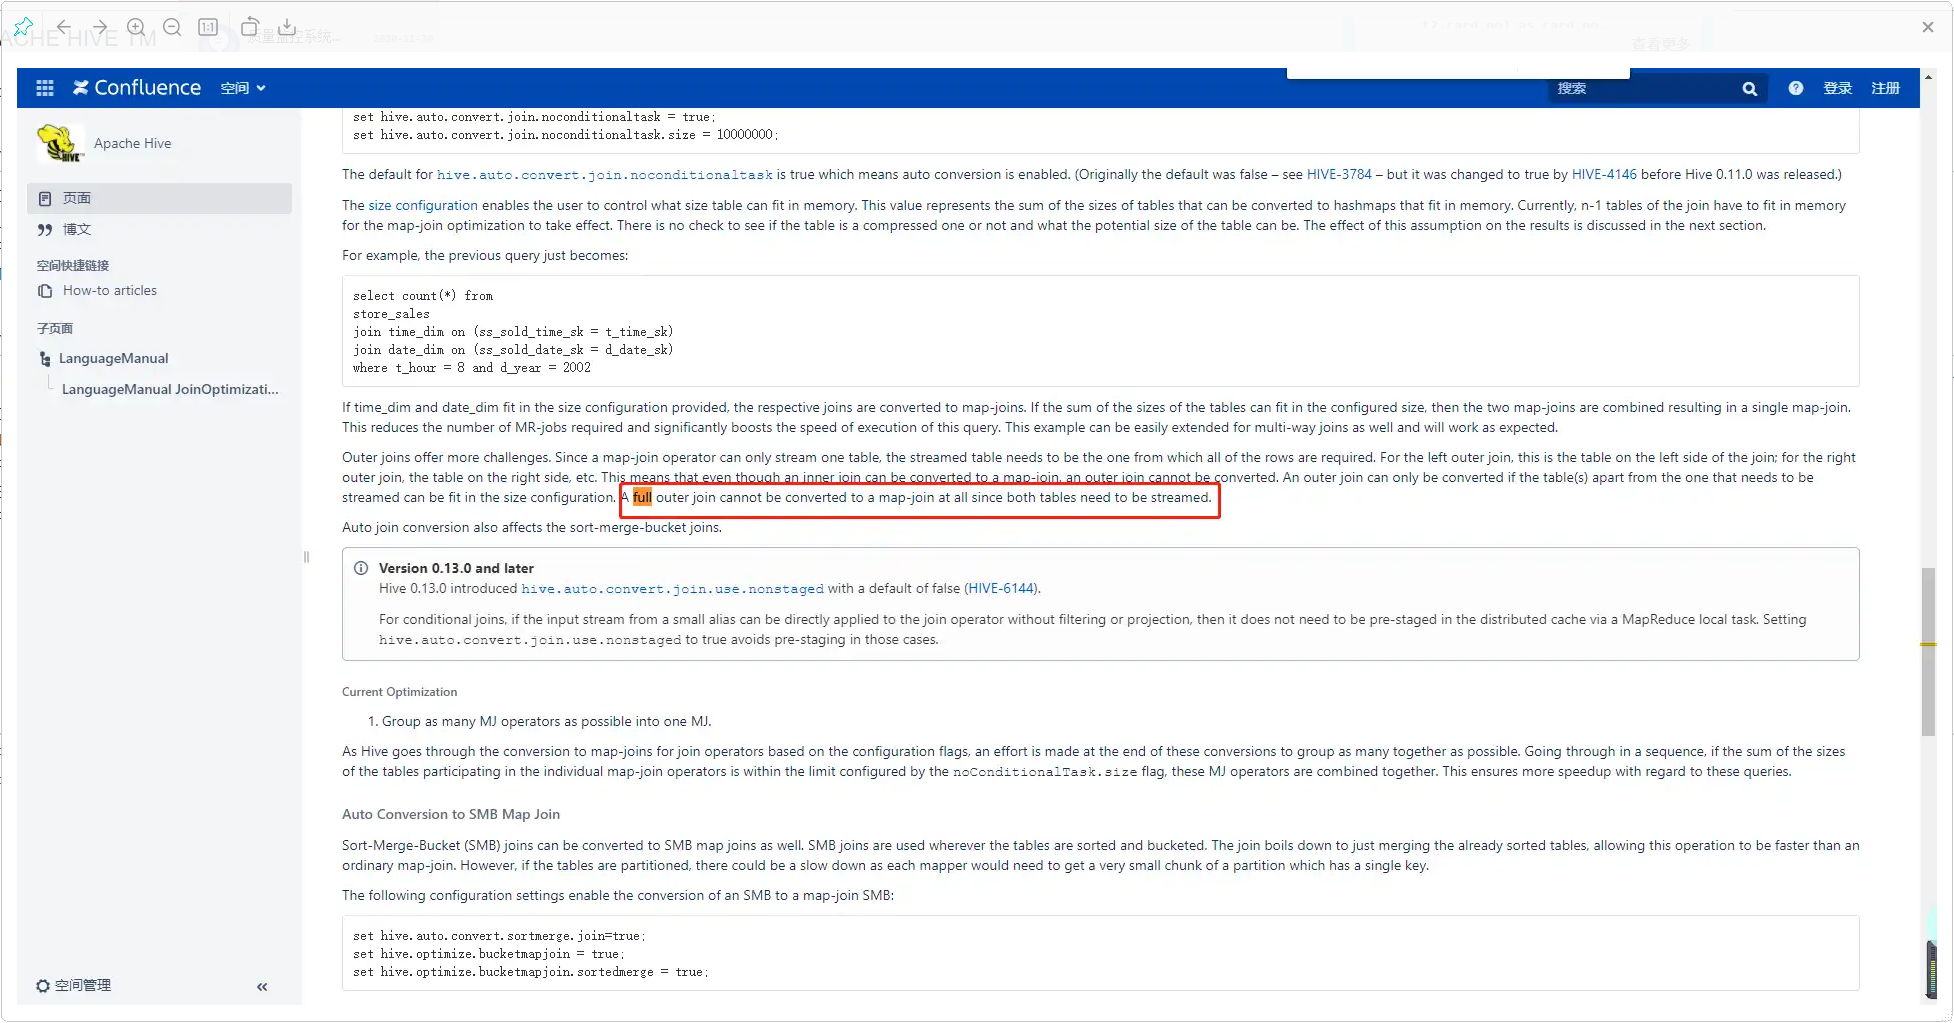 ACHE HIVE TM
1:1
质量监控系统...
查看更多
Confluence 空间
搜索
登录 注册
HIVE
Apache Hive
页面
博文
空间快捷链接
How-to articles
子页面
LanguageManual
LanguageManual JoinOptimizati...
空间管理
set hive.auto.convert.join.noconditionaltask = true;
set hive.auto.convert.join.noconditionaltask.size = 10000000;
The default for hive.auto.convert.join.noconditionaltask is true which means auto conversion is enabled. (Originally the default was false – see HIVE-3784 – but it was changed to true by HIVE-4146 before Hive 0.11.0 was released.)
The size configuration enables the user to control what size table can fit in memory. This value represents the sum of the sizes of tables that can be converted to hashmaps that fit in memory. Currently, n-1 tables of the join have to fit in memory
for the map-join optimization to take effect. There is no check to see if the table is a compressed one or not and what the potential size of the table can be. The effect of this assumption on the results is discussed in the next section.
For example, the previous query just becomes:
select count(*) from
store_sales
join time_dim on (ss_sold_time_sk = t_time_sk)
join date_dim on (ss_sold_date_sk = d_date_sk)
where t_hour = 8 and d_year = 2002
If time_dim and date_dim fit in the size configuration provided, the respective joins are converted to map-joins. If the sum of the sizes of the tables can fit in the configured size, then the two map-joins are combined resulting in a single map-join.
This reduces the number of MR-jobs required and significantly boosts the speed of execution of this query. This example can be easily extended for multi-way joins as well and will work as expected.
Outer joins offer more challenges. Since a map-join operator can only stream one table, the streamed table needs to be the one from which all of the rows are required. For the left outer join, this is the table on the left side of the join; for the right
outer join, the table on the right side, etc. This means that even though an inner join can be converted to a map-join, an outer join cannot be converted. An outer join can only be converted if the table(s) apart from the one that needs to be
streamed can be fit in the size configuration. A full outer join cannot be converted to a map-join at all since both tables need to be streamed.
Auto join conversion also affects the sort-merge-bucket joins.
Version 0.13.0 and later
Hive 0.13.0 introduced hive.auto.convert.join.use.nonstaged with a default of false (HIVE-6144).
For conditional joins, if the input stream from a small alias can be directly applied to the join operator without filtering or projection, then it does not need to be pre-staged in the distributed cache via a MapReduce local task. Setting
hive.auto.convert.join.use.nonstaged to true avoids pre-staging in those cases.
Current Optimization
1. Group as many MJ operators as possible into one MJ.
As Hive goes through the conversion to map-joins for join operators based on the configuration flags, an effort is made at the end of these conversions to group as many together as possible. Going through in a sequence, if the sum of the sizes
of the tables participating in the individual map-join operators is within the limit configured by the noConditionalTask.size flag, these MJ operators are combined together. This ensures more speedup with regard to these queries.
Auto Conversion to SMB Map Join
Sort-Merge-Bucket (SMB) joins can be converted to SMB map joins as well. SMB joins are used wherever the tables are sorted and bucketed. The join boils down to just merging the already sorted tables, allowing this operation to be faster than an
ordinary map-join. However, if the tables are partitioned, there could be a slow down as each mapper would need to get a very small chunk of a partition which has a single key.
The following configuration settings enable the conversion of an SMB to a map-join SMB:
set hive.auto.convert.sortmerge.join=true;
set hive.optimize.bucketmapjoin = true;
set hive.optimize.bucketmapjoin.sortedmerge = true;